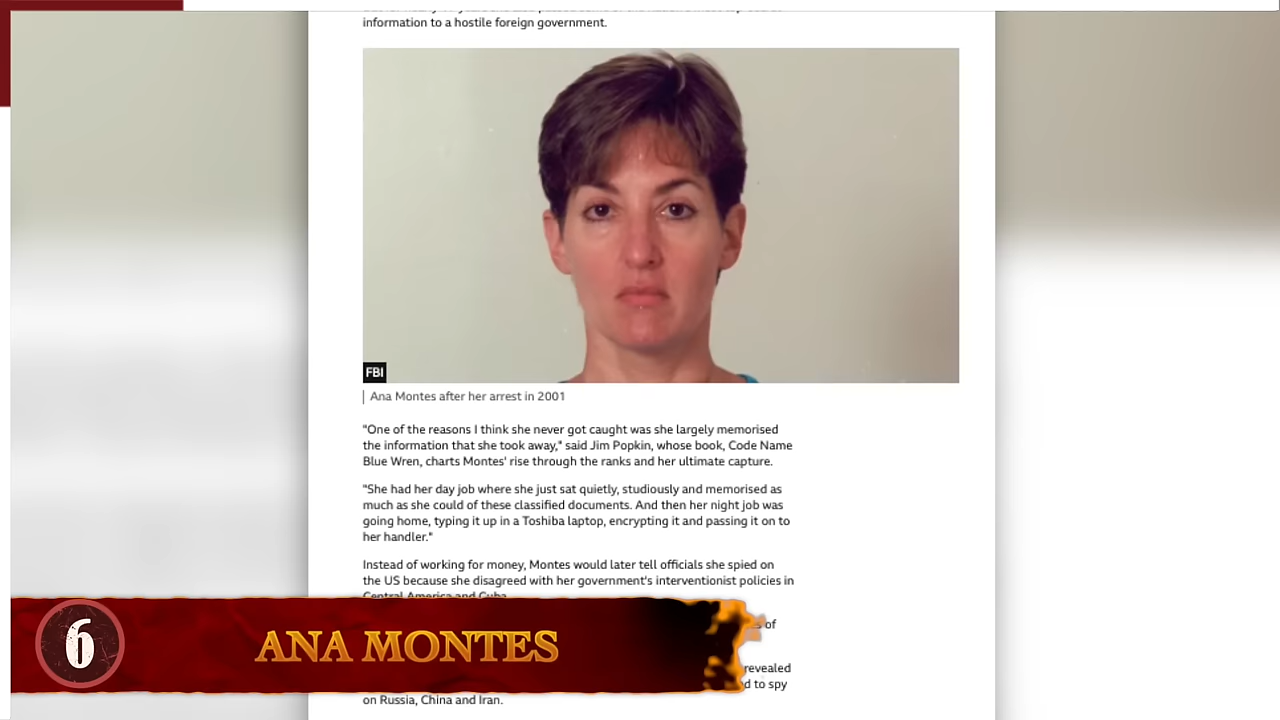 information to a hostile foreign government.
FBI
Ana Montes after her arrest in 2001
"One of the reasons I think she never got caught was she largely memorised
the information that she took away," said Jim Popkin, whose book, Code Name
Blue Wren, charts Montes' rise through the ranks and her ultimate capture.
"She had her day job where she just sat quietly, studiously and memorised as
much as she could of these classified documents. And then her night job was
going home, typing it up in a Toshiba laptop, encrypting it and passing it on to
her handler."
Instead of working for money, Montes would later tell officials she spied on
the US because she disagreed with her government's interventionist policies in
Central America and Cuba.
of
revealed
to spy
on Russia, China and Iran.
6
ANA MONTES